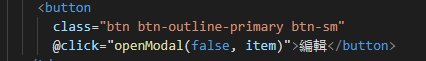 <button
class="btn btn-outline-primary btn-sm"
@click="openModal(false, item)">編輯</button>